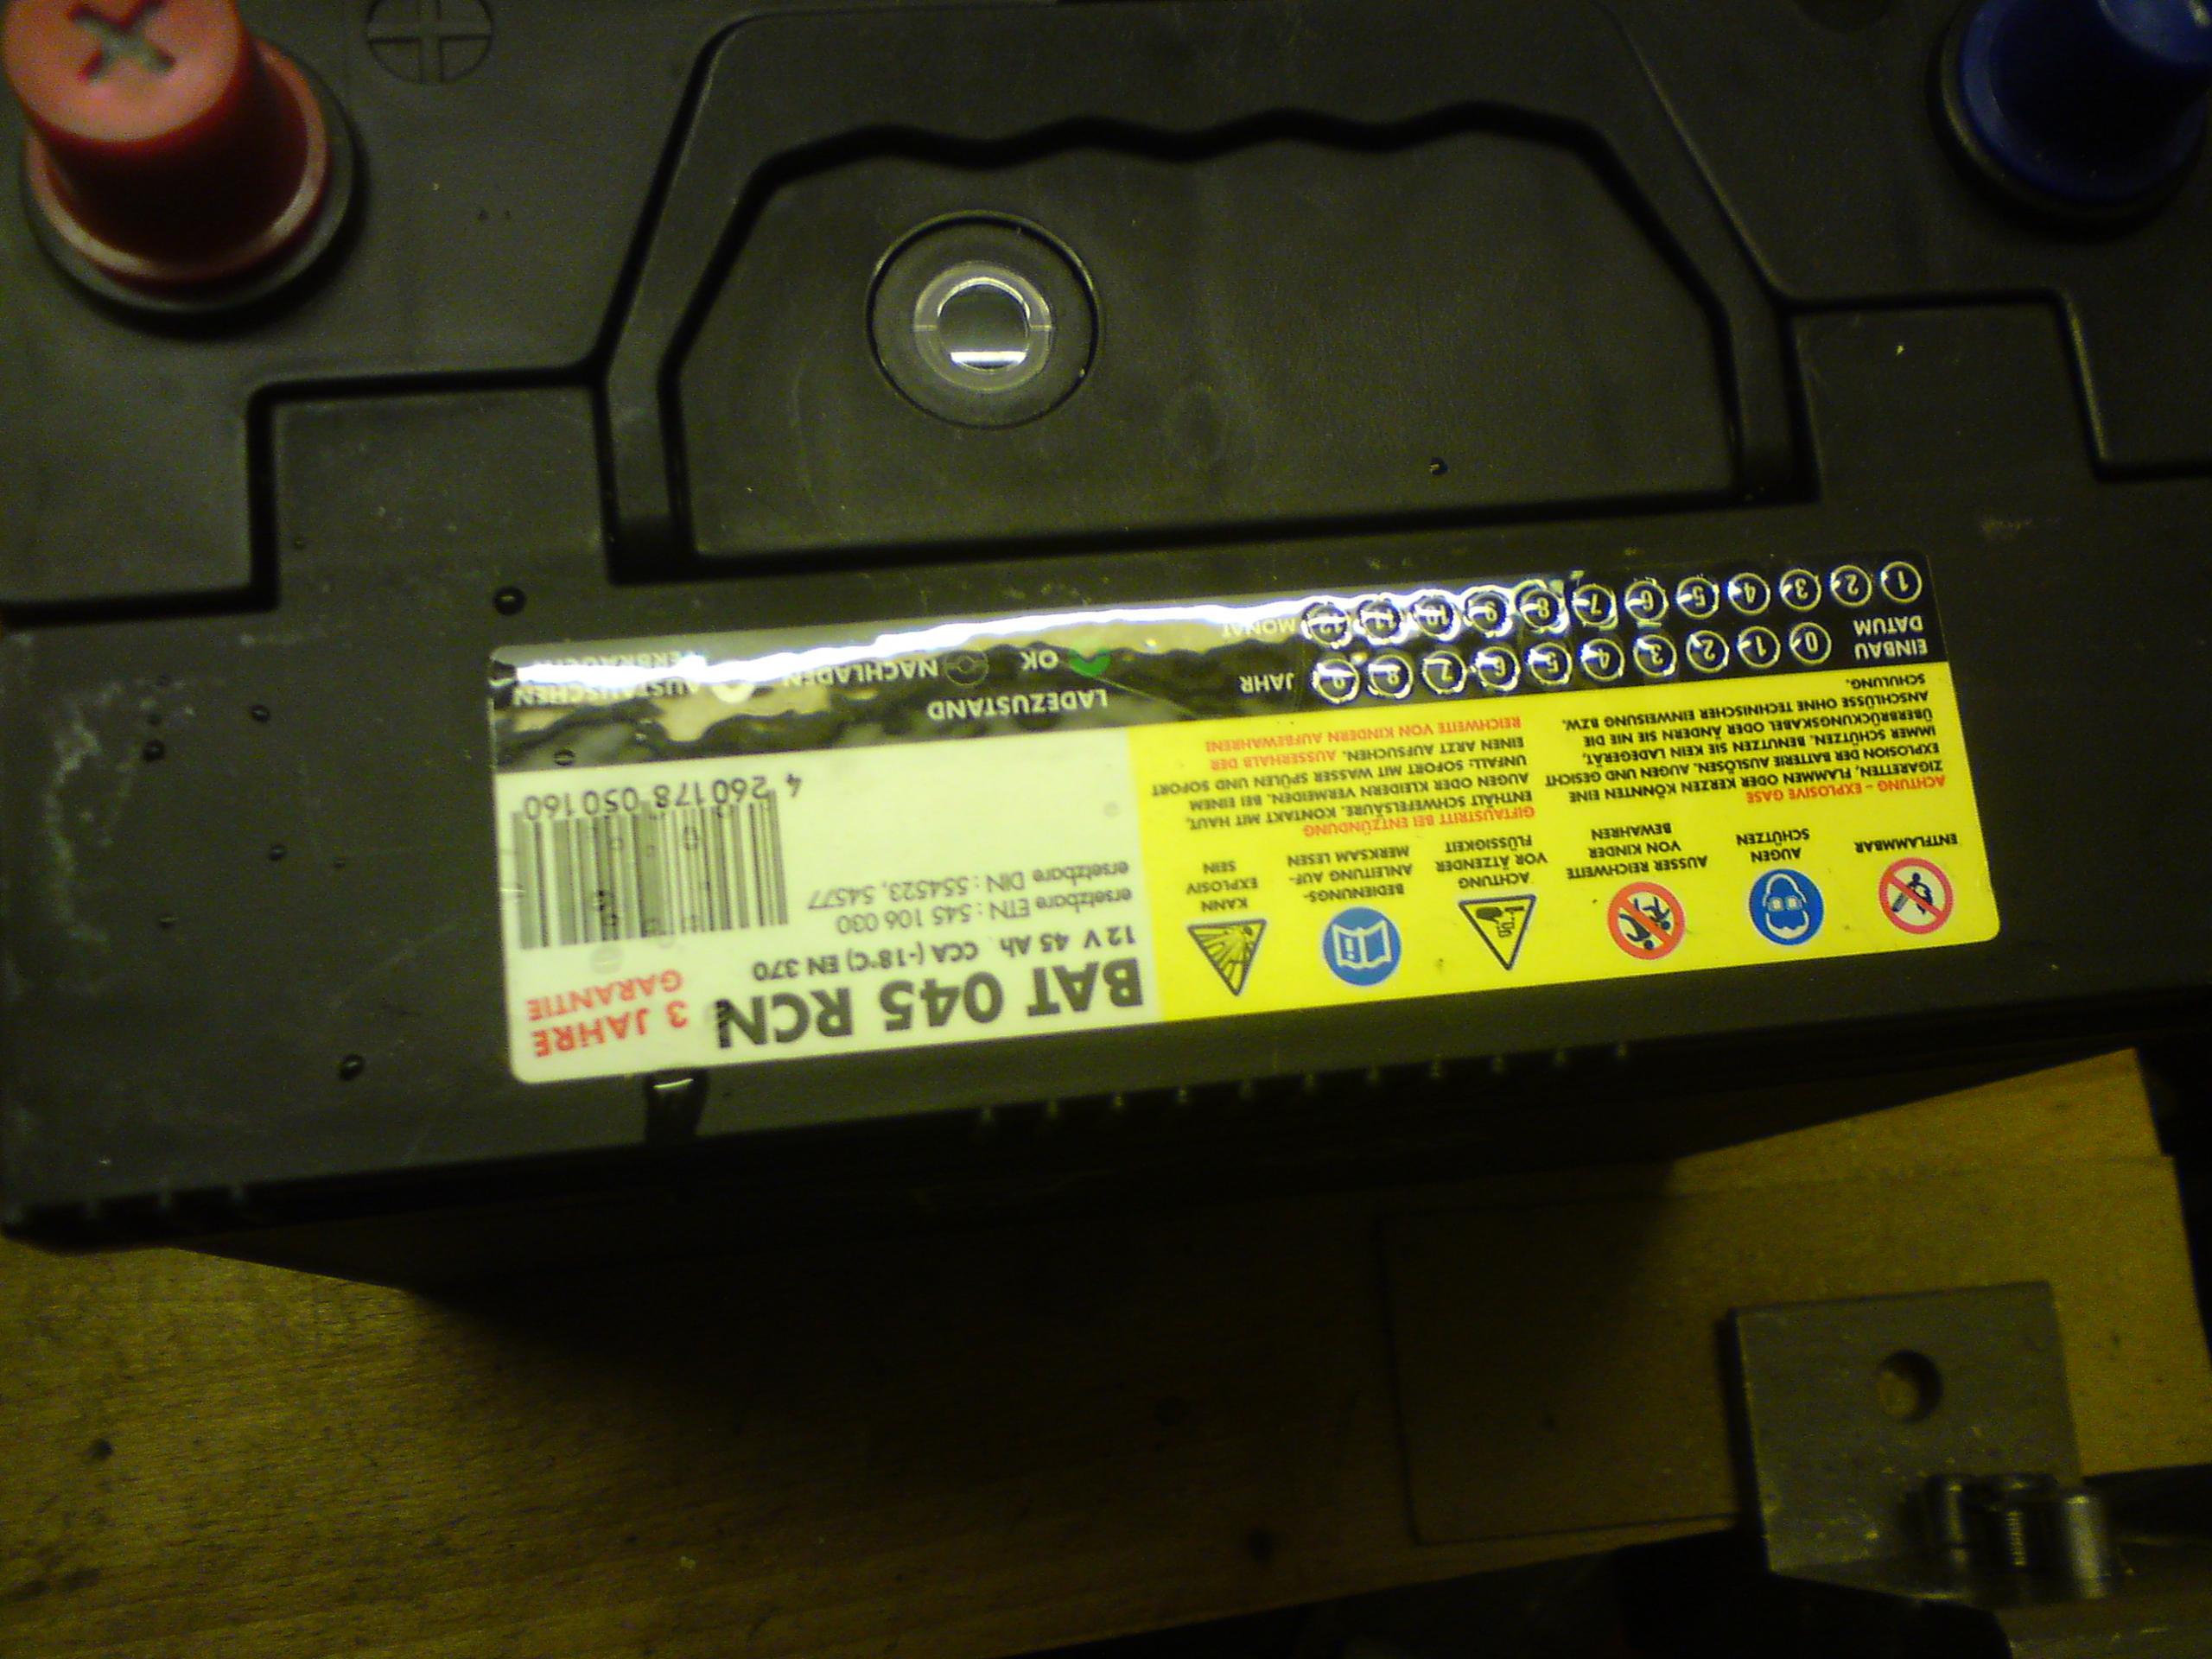 BAT 045 RCN
12 V 45 Ah CCA (-18°C) EN 370
ersetzbare ETN : 545 106 030
ersetzbare DIN : 554523, 54577
3 JAHRE
GARANTIE
4 260178 050160
LADEZUSTAND
OK
NACHLADEN
AUSTAUSCHEN
ENTFLAMMBAR
AUGEN
SCHÜTZEN
AUSSER REICHWEITE
VON KINDER
BEWAHREN
ACHTUNG
VOR ÄTZENDER
FLÜSSIGKEIT
BEDIENUNGS-
ANLEITUNG AUF-
MERKSAM LESEN
KANN
EXPLOSIV
SEIN
ACHTUNG – EXPLOSIVE GASE
ZIGARETTEN, FLAMMEN ODER KERZEN KÖNNTEN EINE
EXPLOSION DER BATTERIE AUSLÖSEN. AUGEN UND GESICHT
IMMER SCHÜTZEN. BENUTZEN SIE KEIN LADEGERÄT,
ÜBERBRÜCKUNGSKABEL ODER ÄNDERN SIE NIE DIE
ANSCHLÜSSE OHNE TECHNISCHER EINWEISUNG BZW.
SCHULUNG.
GIFTAUSTRITT BEI ENTZÜNDUNG
ENTHÄLT SCHWEFELSÄURE. KONTAKT MIT HAUT,
AUGEN ODER KLEIDERN VERMEIDEN. BEI EINEM
UNFALL: SOFORT MIT WASSER SPÜLEN UND SOFORT
EINEN ARZT AUFSUCHEN. AUSSERHALB DER
REICHWEITE VON KINDERN AUFBEWAHREN!
EINBAU
DATUM
0 1 2 3 4 5 6 7 8 9 JAHR
1 2 3 4 5 6 7 8 9 10 11 12 MONAT